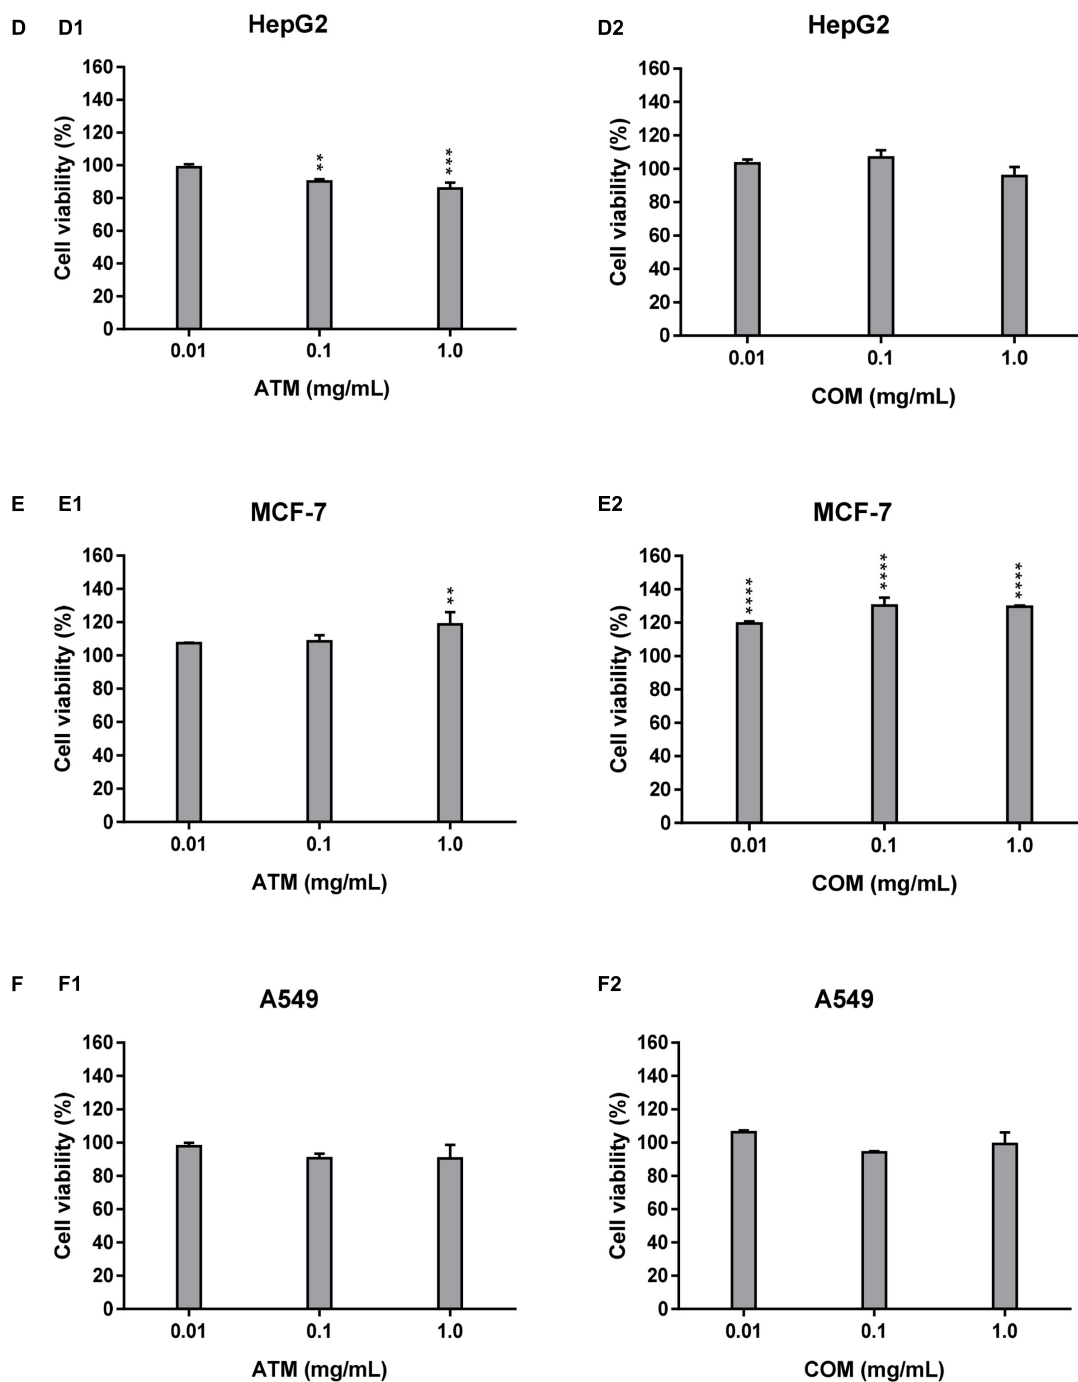 D D1 HepG2
Cell viability (%)
160
140
120
100
80
60
40
20
0
**
***
0.01 0.1 1.0
ATM (mg/mL)
D2 HepG2
Cell viability (%)
160
140
120
100
80
60
40
20
0
0.01 0.1 1.0
COM (mg/mL)
E E1 MCF-7
Cell viability (%)
160
140
120
100
80
60
40
20
0
**
0.01 0.1 1.0
ATM (mg/mL)
E2 MCF-7
Cell viability (%)
160
140
120
100
80
60
40
20
0
****
****
****
0.01 0.1 1.0
COM (mg/mL)
F F1 A549
Cell viability (%)
160
140
120
100
80
60
40
20
0
0.01 0.1 1.0
ATM (mg/mL)
F2 A549
Cell viability (%)
160
140
120
100
80
60
40
20
0
0.01 0.1 1.0
COM (mg/mL)